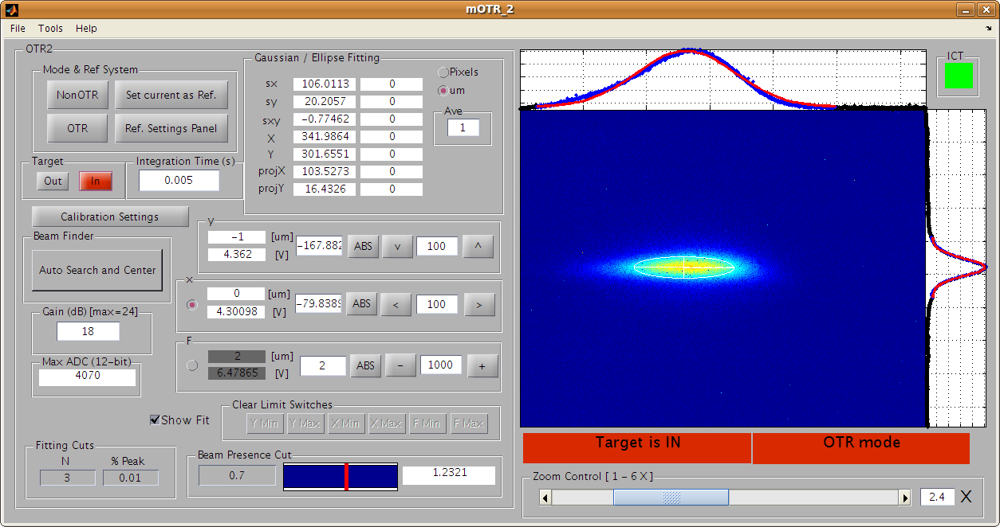 mOTR_2
File Tools Help
OTR2
Mode & Ref System
NonOTR Set current as Ref.
OTR Ref. Settings Panel
Target
Out In
Integration Time (s)
0.005
Gaussian / Ellipse Fitting
sx 106.0113 0
sy 20.2057 0
sxy −0.77462 0
X 341.9864 0
Y 301.6551 0
projX 103.5273 0
projY 16.4326 0
Pixels
um
Ave
1
Calibration Settings
Beam Finder
Auto Search and Center
Gain (dB) [max=24]
18
Max ADC (12−bit)
4070
y
−1 [um] −167.882 ABS v 100 ^
4.362 [V]
x
0 [um] −79.8389 ABS < 100 >
4.30098 [V]
F
2 [um] 2 ABS − 1000 +
6.47865 [V]
Show Fit
Clear Limit Switches
Y Min Y Max X Min X Max F Min F Max
Fitting Cuts
N % Peak
3 0.01
Beam Presence Cut
0.7 1.2321
ICT
Target is IN OTR mode
Zoom Control [ 1 − 6 X ]
2.4 X